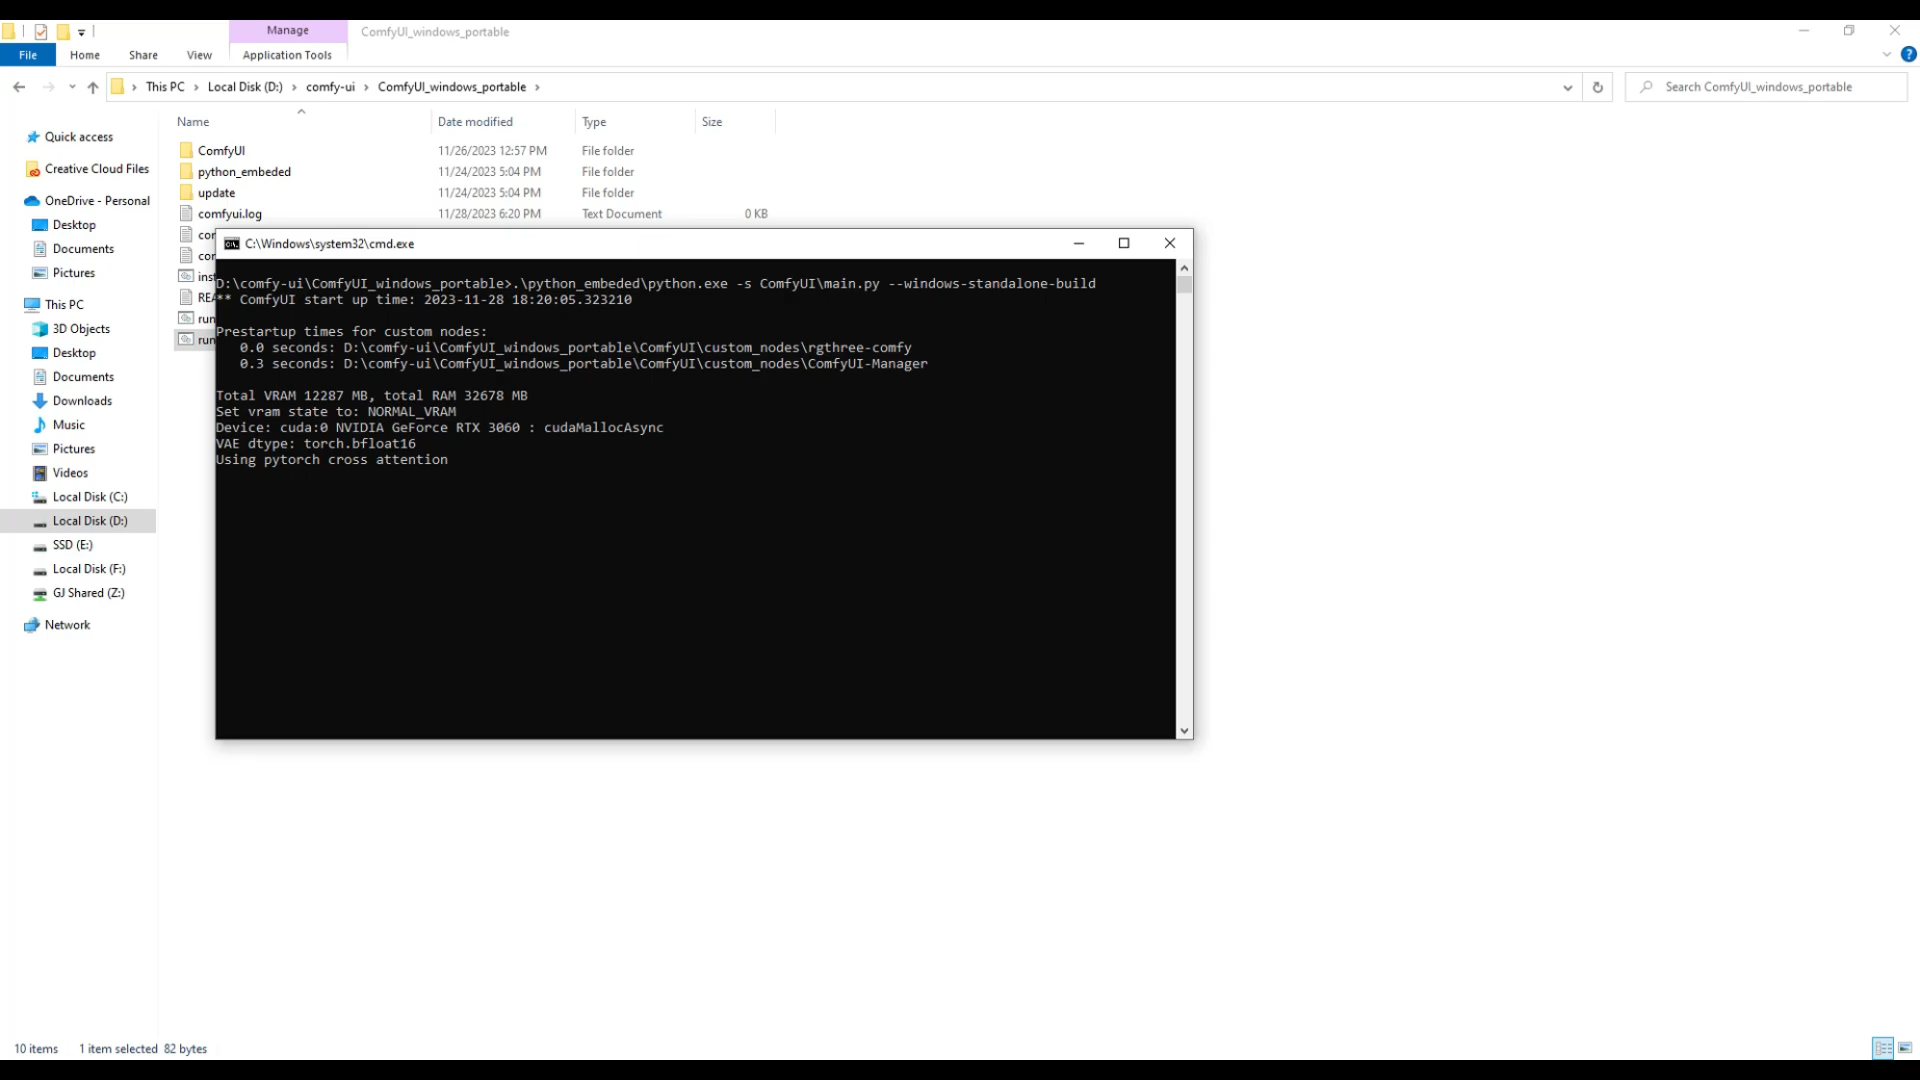 Manage
ComfyUI_windows_portable
File
Home
Share
View
Application Tools
?
This PC > Local Disk (D:) > comfy-ui > ComfyUI_windows_portable >
Search ComfyUI_windows_portable
Name
Date modified
Type
Size
ComfyUI 11/26/2023 12:57 PM File folder
python_embeded 11/24/2023 5:04 PM File folder
update 11/24/2023 5:04 PM File folder
comfyui.log 11/28/2023 6:20 PM Text Document 0 KB
Quick access
Creative Cloud Files
OneDrive - Personal
Desktop
Documents
Pictures
This PC
3D Objects
Desktop
Documents
Downloads
Music
Pictures
Videos
Local Disk (C:)
Local Disk (D:)
SSD (E:)
Local Disk (F:)
GJ Shared (Z:)
Network
C:\Windows\system32\cmd.exe
D:\comfy-ui\ComfyUI_windows_portable>.\python_embeded\python.exe -s ComfyUI\main.py --windows-standalone-build
** ComfyUI start up time: 2023-11-28 18:20:05.323210
Prestartup times for custom nodes:
0.0 seconds: D:\comfy-ui\ComfyUI_windows_portable\ComfyUI\custom_nodes\rgthree-comfy
0.3 seconds: D:\comfy-ui\ComfyUI_windows_portable\ComfyUI\custom_nodes\ComfyUI-Manager
Total VRAM 12287 MB, total RAM 32678 MB
Set vram state to: NORMAL_VRAM
Device: cuda:0 NVIDIA GeForce RTX 3060 : cudaMallocAsync
VAE dtype: torch.bfloat16
Using pytorch cross attention
10 items
1 item selected 82 bytes